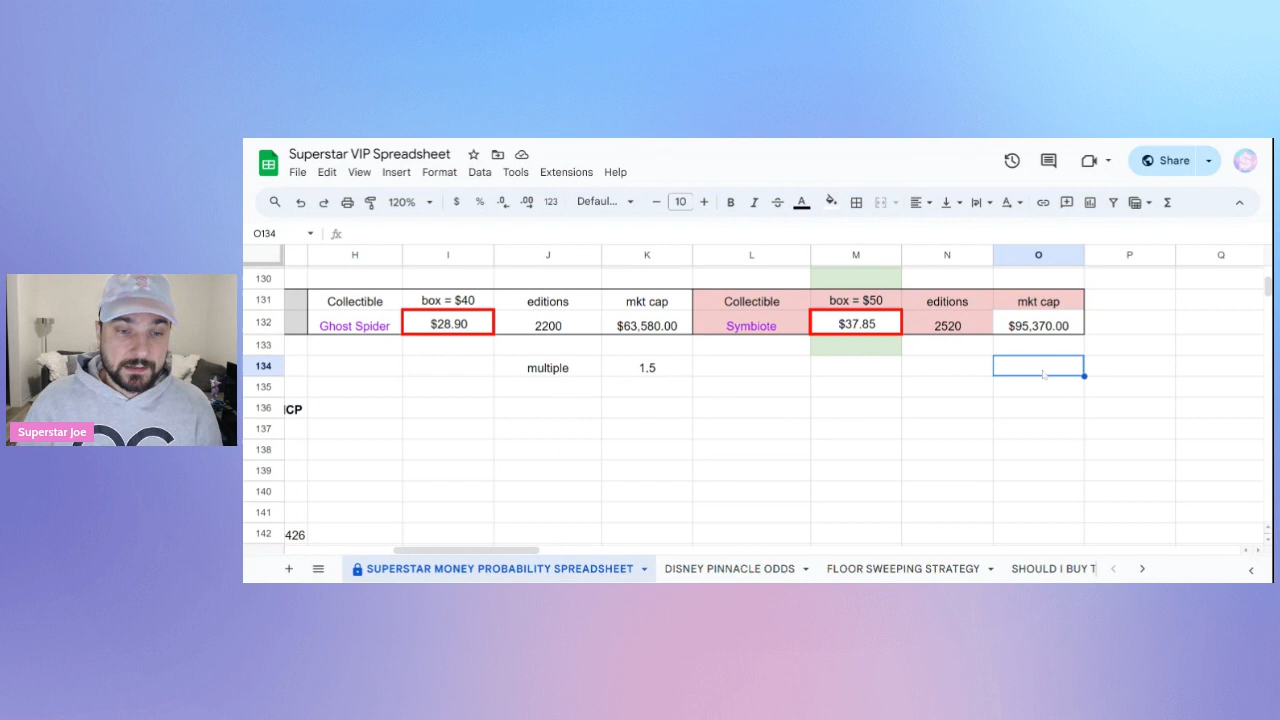 Superstar VIP Spreadsheet
Share
File Edit View Insert Format Data Tools Extensions Help
120% $ % .0 .00 123 Defaul... 10 B I A Σ
O134 fx
H I J K L M N O P Q
130
131 Collectible box = $40 editions mkt cap Collectible box = $50 editions mkt cap
132 Ghost Spider $28.90 2200 $63,580.00 Symbiote $37.85 2520 $95,370.00
133
134 multiple 1.5
135
136 ICP
137
138
139
140
141
142 426
SUPERSTAR MONEY PROBABILITY SPREADSHEET DISNEY PINNACLE ODDS FLOOR SWEEPING STRATEGY SHOULD I BUY T
Superstar Joe